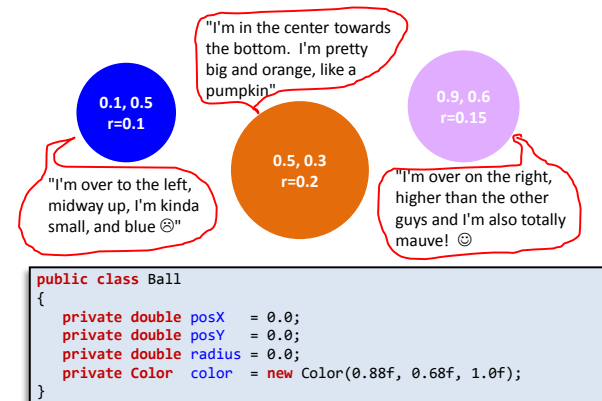 "I'm in the center towards
the bottom. I'm pretty
big and orange, like a
pumpkin"
0.1, 0.5
r=0.1
0.5, 0.3
r=0.2
0.9, 0.6
r=0.15
"I'm over to the left,
midway up, I'm kinda
small, and blue ☹"
"I'm over on the right,
higher than the other
guys and I'm also totally
mauve! ☺
public class Ball
{
private double posX = 0.0;
private double posY = 0.0;
private double radius = 0.0;
private Color color = new Color(0.88f, 0.68f, 1.0f);
}